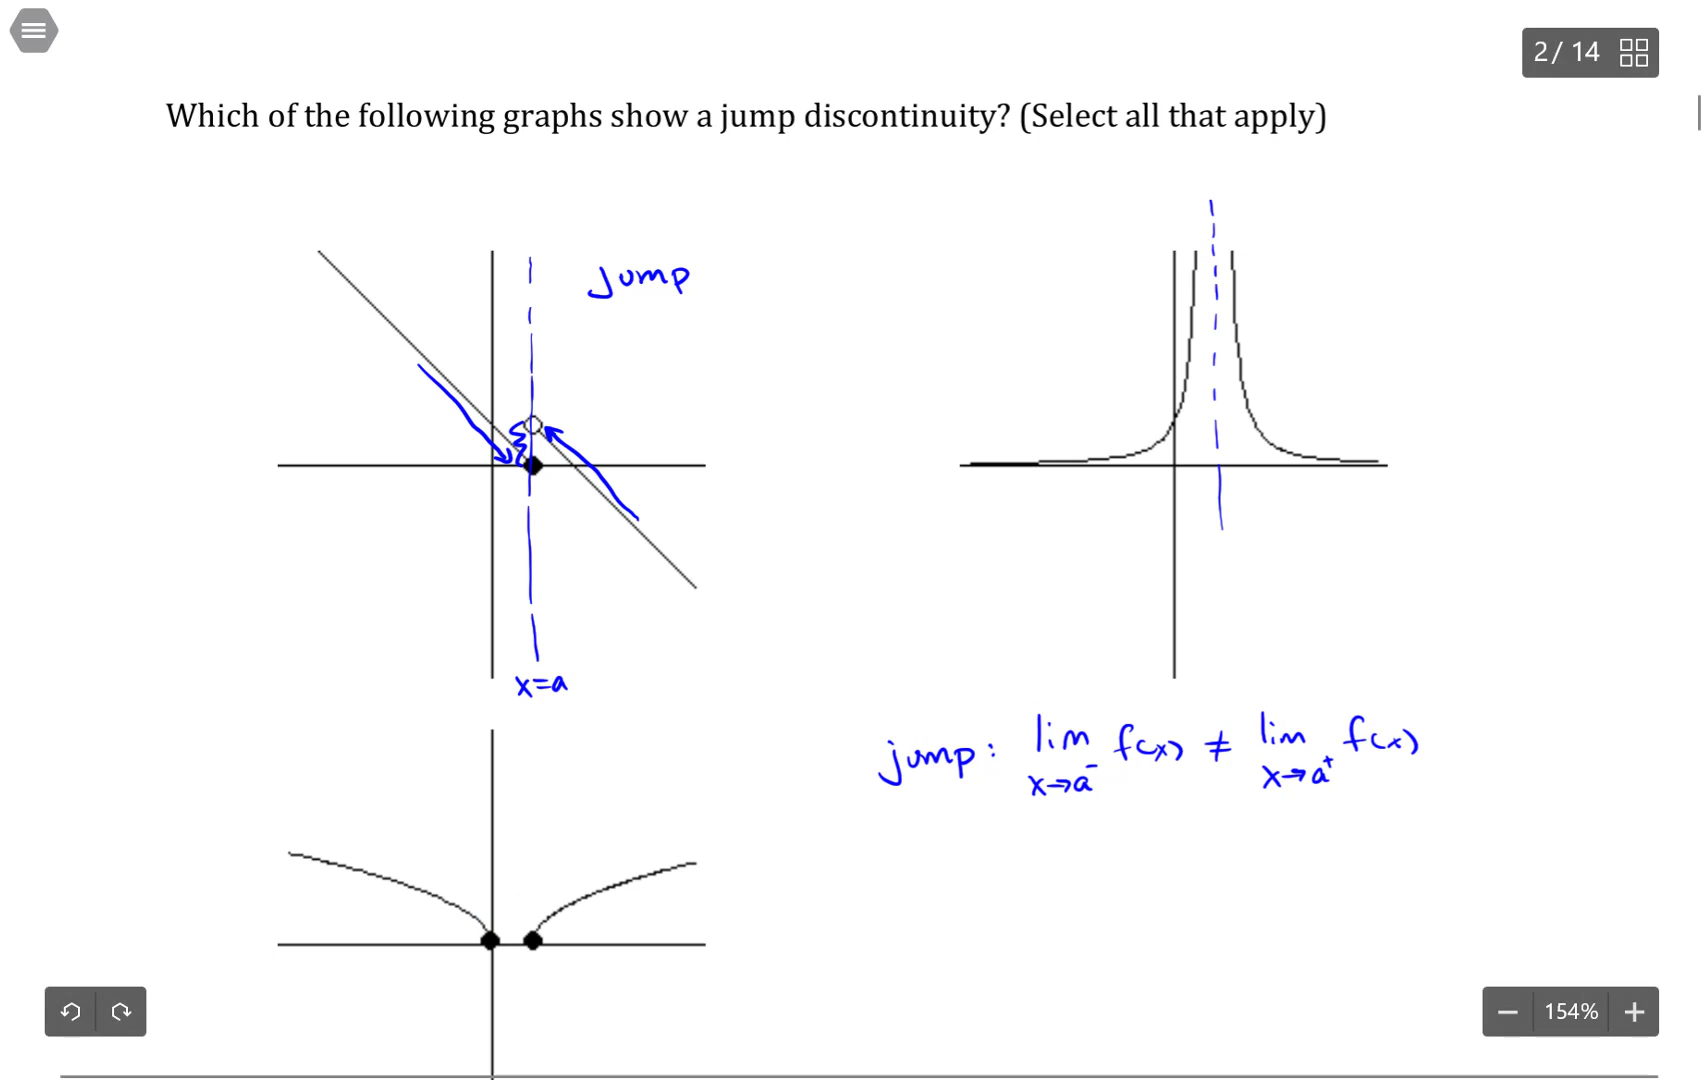 2 / 14
Which of the following graphs show a jump discontinuity? (Select all that apply)
Jump
x=a
jump: lim x→a⁻ f(x) ≠ lim x→a⁺ f(x)
154%